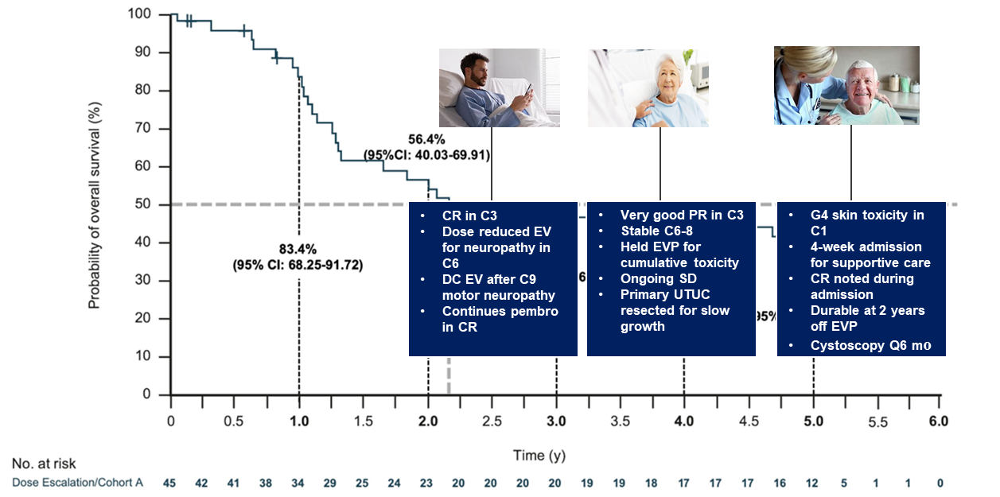 Probability of overall survival (%)
100
90
80
70
60
50
40
30
20
10
0
56.4%
(95%CI: 40.03-69.91)
83.4%
(95% CI: 68.25-91.72)
• CR in C3
• Dose reduced EV
for neuropathy in
C6
• DC EV after C9
motor neuropathy
• Continues pembro
in CR
6
• Very good PR in C3
• Stable C6-8
• Held EVP for
cumulative toxicity
• Ongoing SD
• Primary UTUC
resected for slow
growth
95%
• G4 skin toxicity in
C1
• 4-week admission
for supportive care
• CR noted during
admission
• Durable at 2 years
off EVP
• Cystoscopy Q6 mo
0 0.5 1.0 1.5 2.0 2.5 3.0 3.5 4.0 4.5 5.0 5.5 6.0
Time (y)
No. at risk
Dose Escalation/Cohort A 45 42 41 38 34 29 25 24 23 20 20 20 20 19 19 18 17 17 17 16 12 5 1 1 0